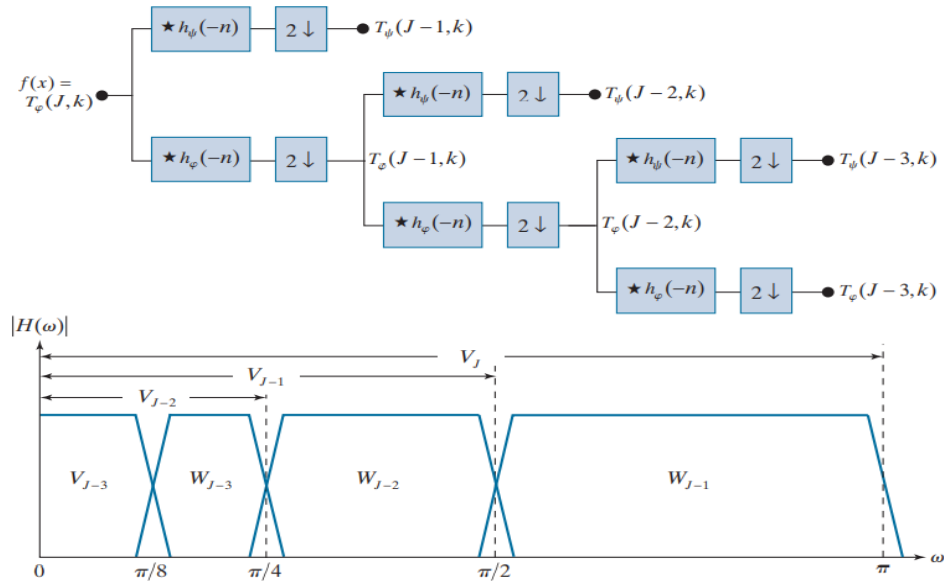 ★ h_ψ(−n) 2 ↓ T_ψ(J−1, k)
f(x) =
T_φ(J, k)
★ h_ψ(−n) 2 ↓ T_ψ(J−2, k)
★ h_φ(−n) 2 ↓ T_φ(J−1, k) ★ h_ψ(−n) 2 ↓ T_ψ(J−3, k)
★ h_φ(−n) 2 ↓ T_φ(J−2, k)
★ h_φ(−n) 2 ↓ T_φ(J−3, k)
|H(ω)|
V_J
V_{J−1}
V_{J−2}
V_{J−3} W_{J−3} W_{J−2} W_{J−1}
0 π/8 π/4 π/2 π ω